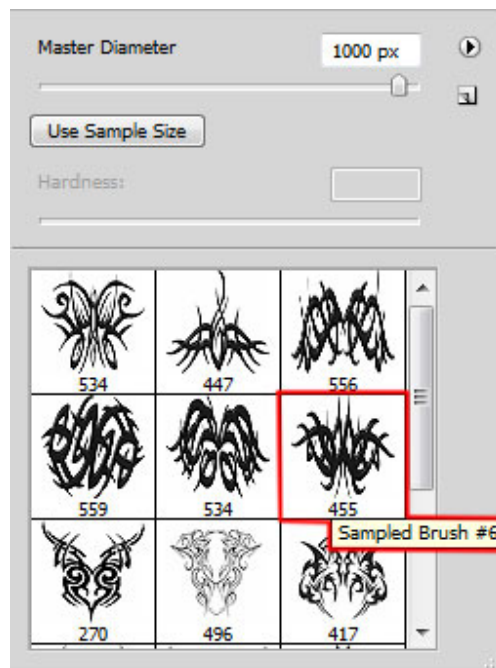 Master Diameter 1000 px
Use Sample Size
Hardness:
534 447 556
559 534 455
Sampled Brush #6
270 496 417